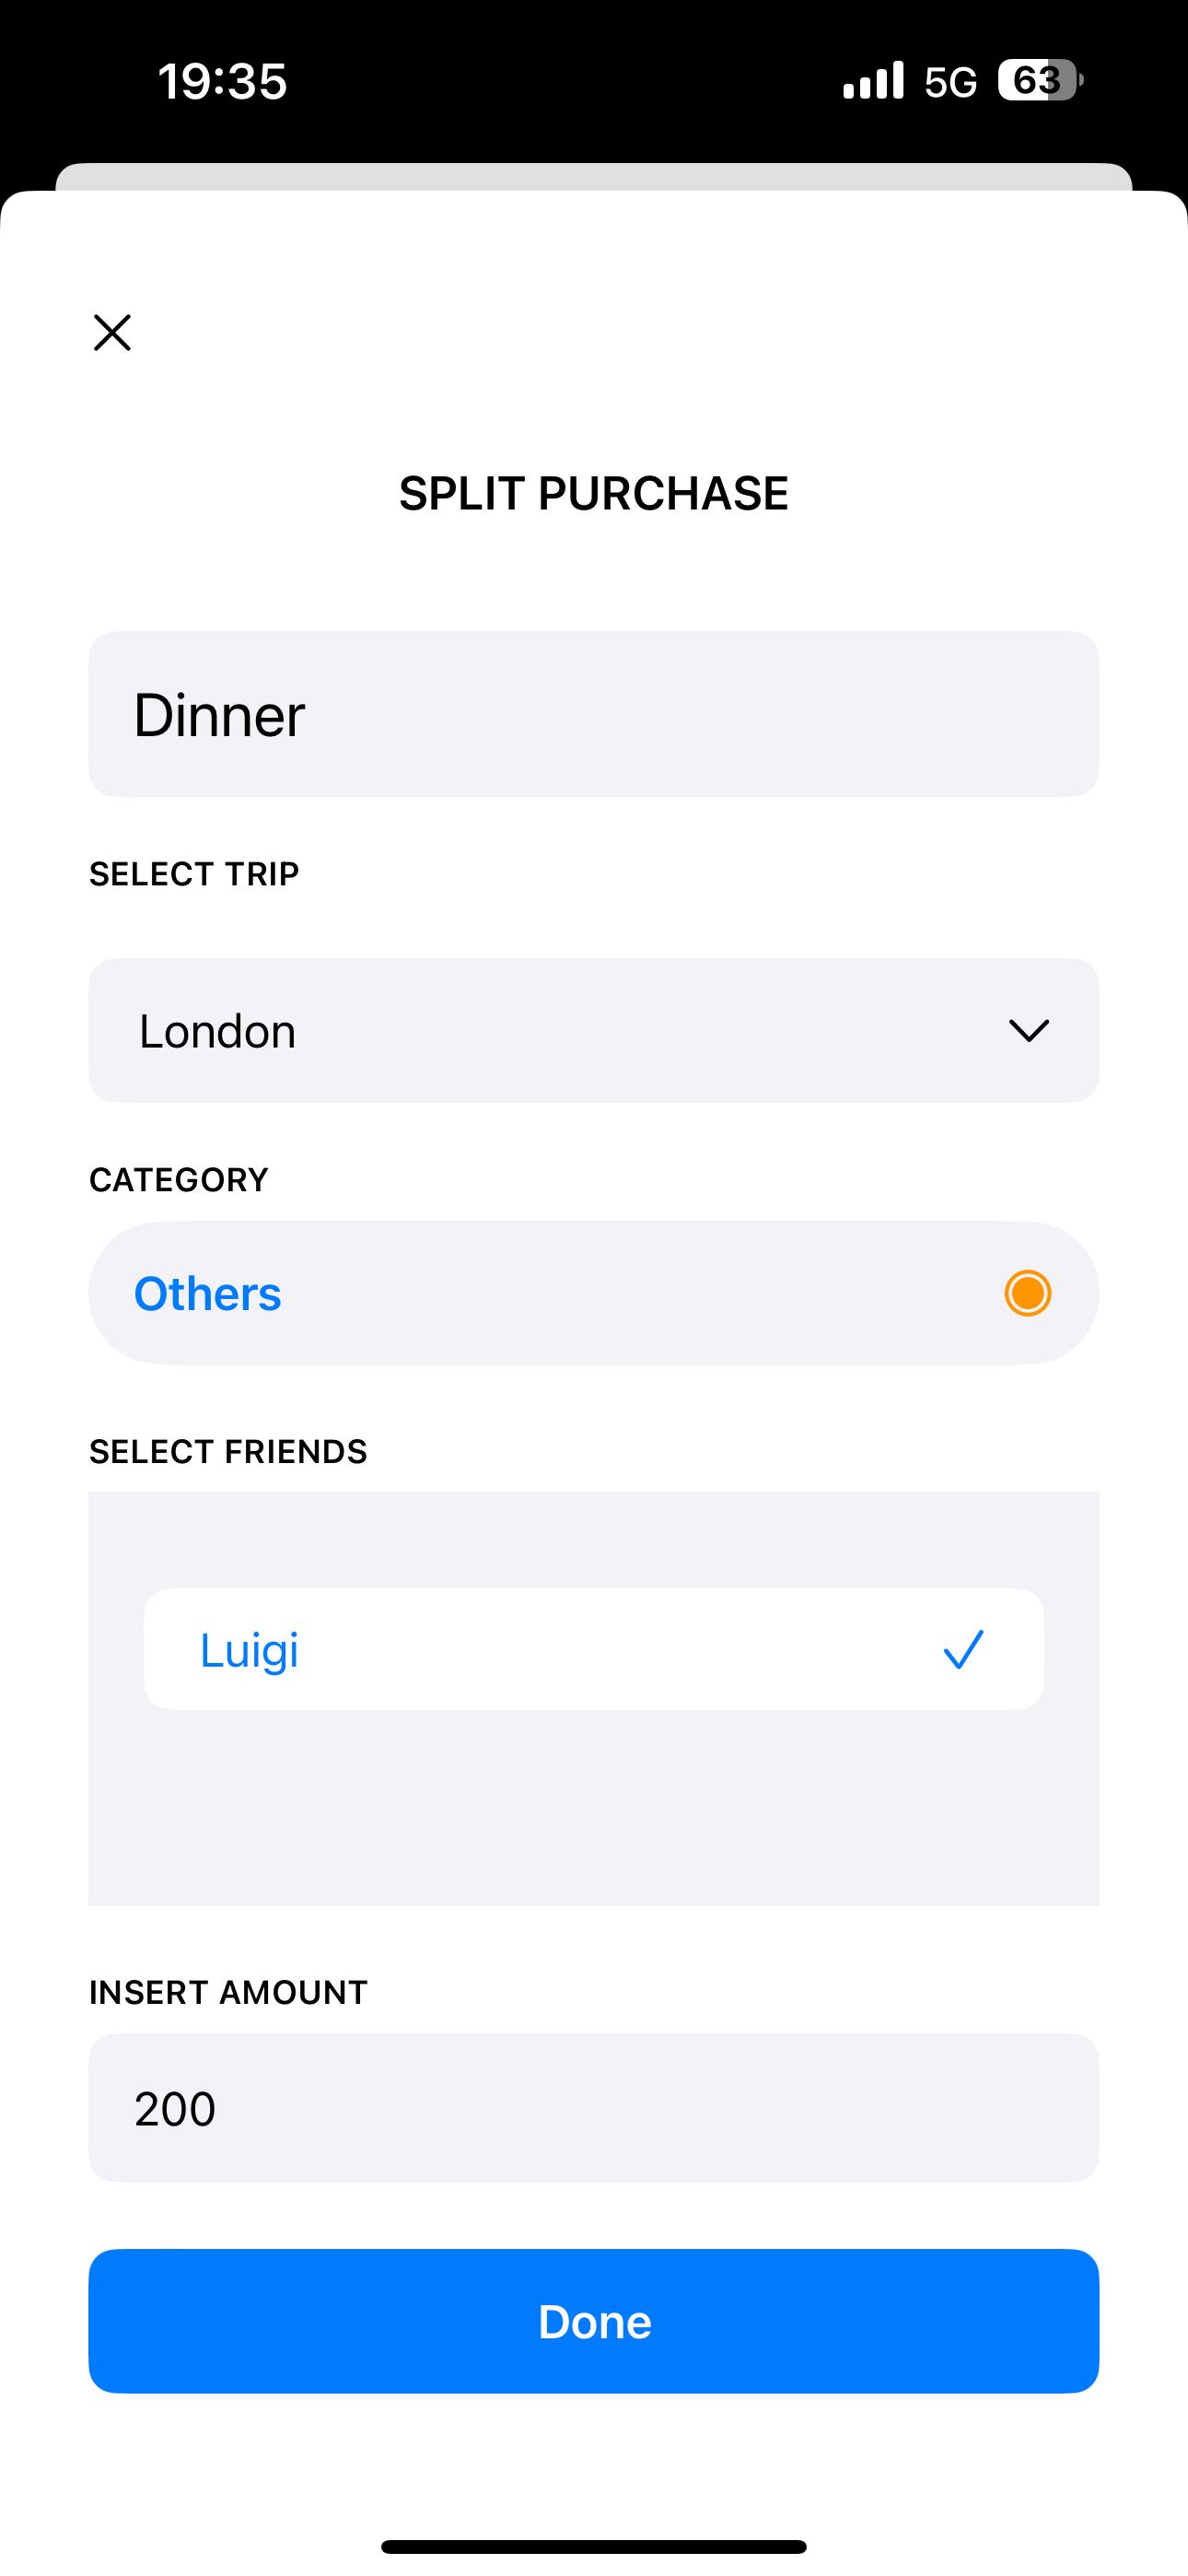 19:35
5G
63
SPLIT PURCHASE
Dinner
SELECT TRIP
London
CATEGORY
Others
SELECT FRIENDS
Luigi
INSERT AMOUNT
200
Done